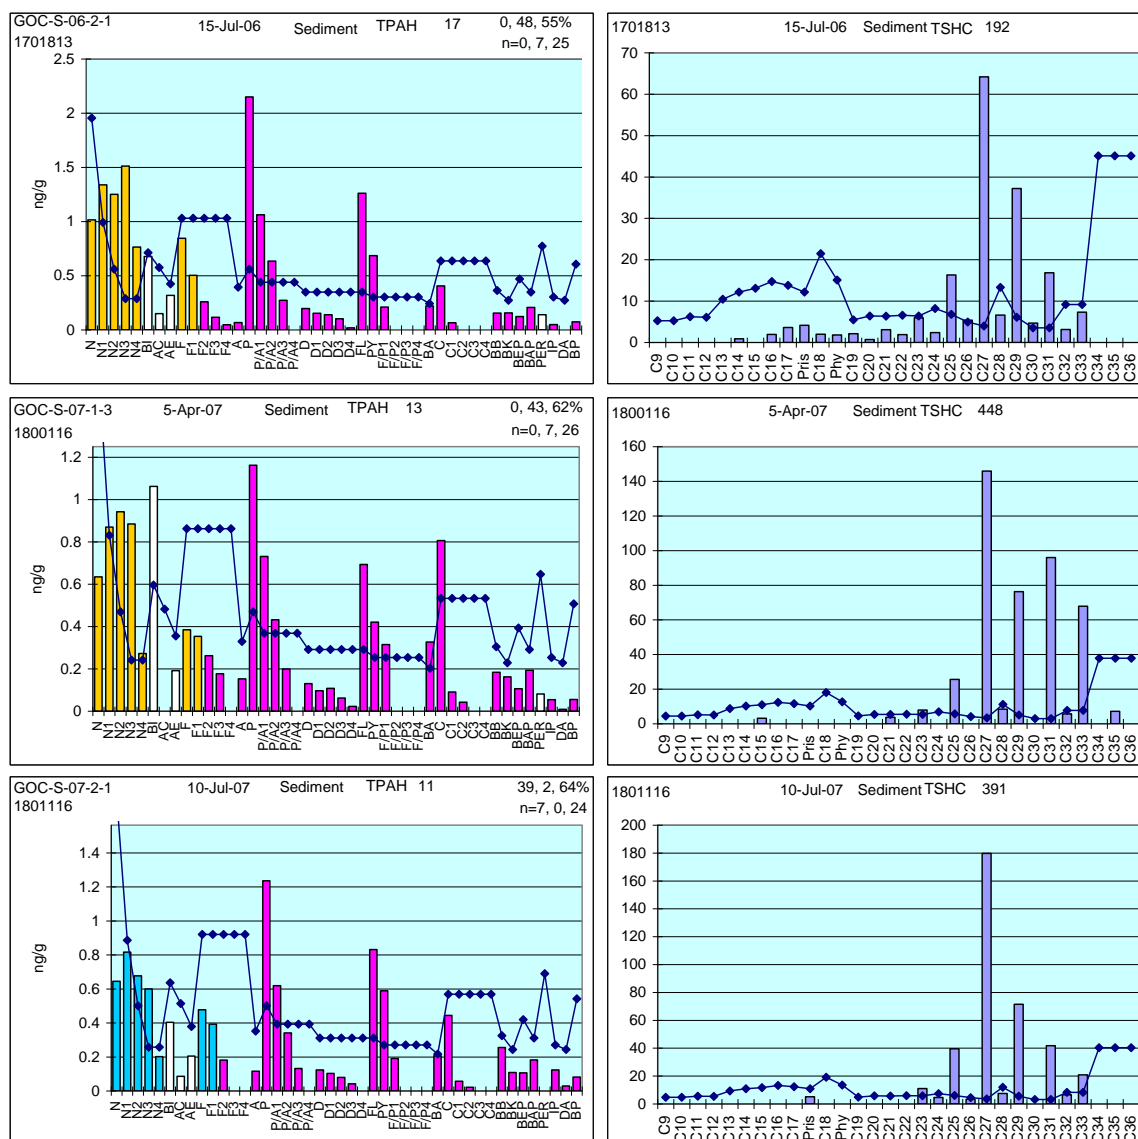 GOC-S-06-2-1 15-Jul-06 Sediment TPAH 17 0, 48, 55%
1701813 n=0, 7, 25
2.5
2
1.5
1
0.5
0
ng/g
N N1 N2 N3 N4 BI AC AE F F1 F2 F3 F4 A P P/A1 P/A2 P/A3 P/A4 D D1 D2 D3 D4 FL PY F/P1 F/P2 F/P3 F/P4 BA C C1 C2 C3 C4 BB BK BEP BAP PER IP DA BP
1701813 15-Jul-06 Sediment TSHC 192
70
60
50
40
30
20
10
0
C9 C10 C11 C12 C13 C14 C15 C16 C17 Pris C18 Phy C19 C20 C21 C22 C23 C24 C25 C26 C27 C28 C29 C30 C31 C32 C33 C34 C35 C36
GOC-S-07-1-3 5-Apr-07 Sediment TPAH 13 0, 43, 62%
1800116 n=0, 7, 26
1.2
1
0.8
0.6
0.4
0.2
0
ng/g
N N1 N2 N3 N4 BI AC AE F F1 F2 F3 F4 A P P/A1 P/A2 P/A3 P/A4 D D1 D2 D3 D4 FL PY F/P1 F/P2 F/P3 F/P4 BA C C1 C2 C3 C4 BB BK BEP BAP PER IP DA BP
1800116 5-Apr-07 Sediment TSHC 448
160
140
120
100
80
60
40
20
0
C9 C10 C11 C12 C13 C14 C15 C16 C17 Pris C18 Phy C19 C20 C21 C22 C23 C24 C25 C26 C27 C28 C29 C30 C31 C32 C33 C34 C35 C36
GOC-S-07-2-1 10-Jul-07 Sediment TPAH 11 39, 2, 64%
1801116 n=7, 0, 24
1.4
1.2
1
0.8
0.6
0.4
0.2
0
ng/g
N N1 N2 N3 N4 BI AC AE F F1 F2 F3 F4 A P P/A1 P/A2 P/A3 P/A4 D D1 D2 D3 D4 FL PY F/P1 F/P2 F/P3 F/P4 BA C C1 C2 C3 C4 BB BK BEP BAP PER IP DA BP
1801116 10-Jul-07 Sediment TSHC 391
200
180
160
140
120
100
80
60
40
20
0
C9 C10 C11 C12 C13 C14 C15 C16 C17 Pris C18 Phy C19 C20 C21 C22 C23 C24 C25 C26 C27 C28 C29 C30 C31 C32 C33 C34 C35 C36